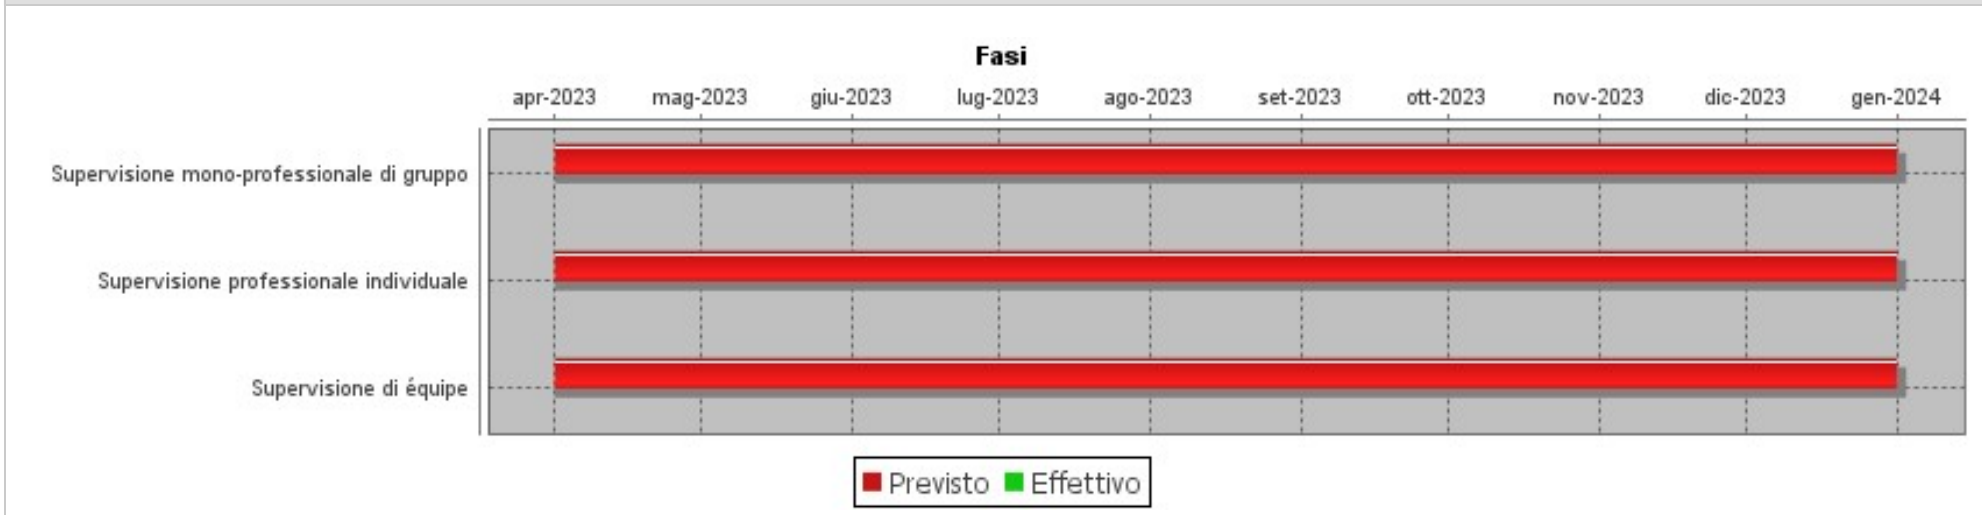 Fasi
apr-2023 mag-2023 giu-2023 lug-2023 ago-2023 set-2023 ott-2023 nov-2023 dic-2023 gen-2024
Supervisione mono-professionale di gruppo
Supervisione professionale individuale
Supervisione di équipe
Previsto Effettivo